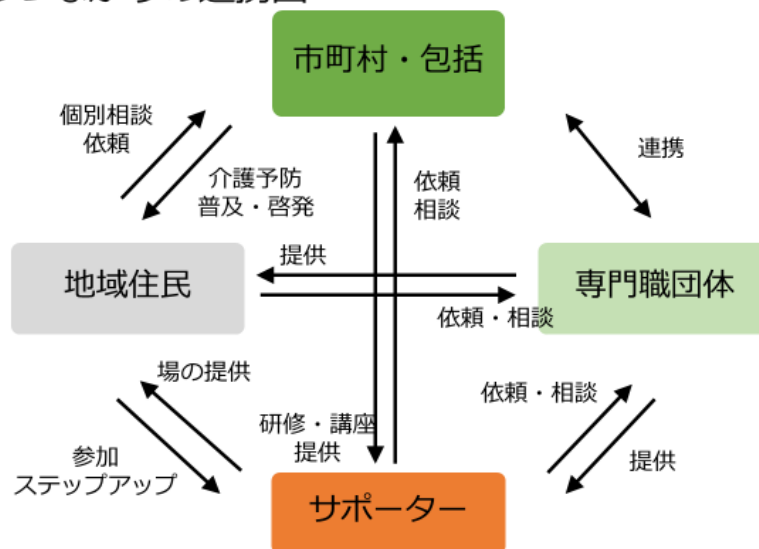 市町村・包括
個別相談
依頼
介護予防
普及・啓発
依頼
相談
連携
地域住民
提供
専門職団体
依頼・相談
場の提供
研修・講座
提供
依頼・相談
参加
ステップアップ
提供
サポーター